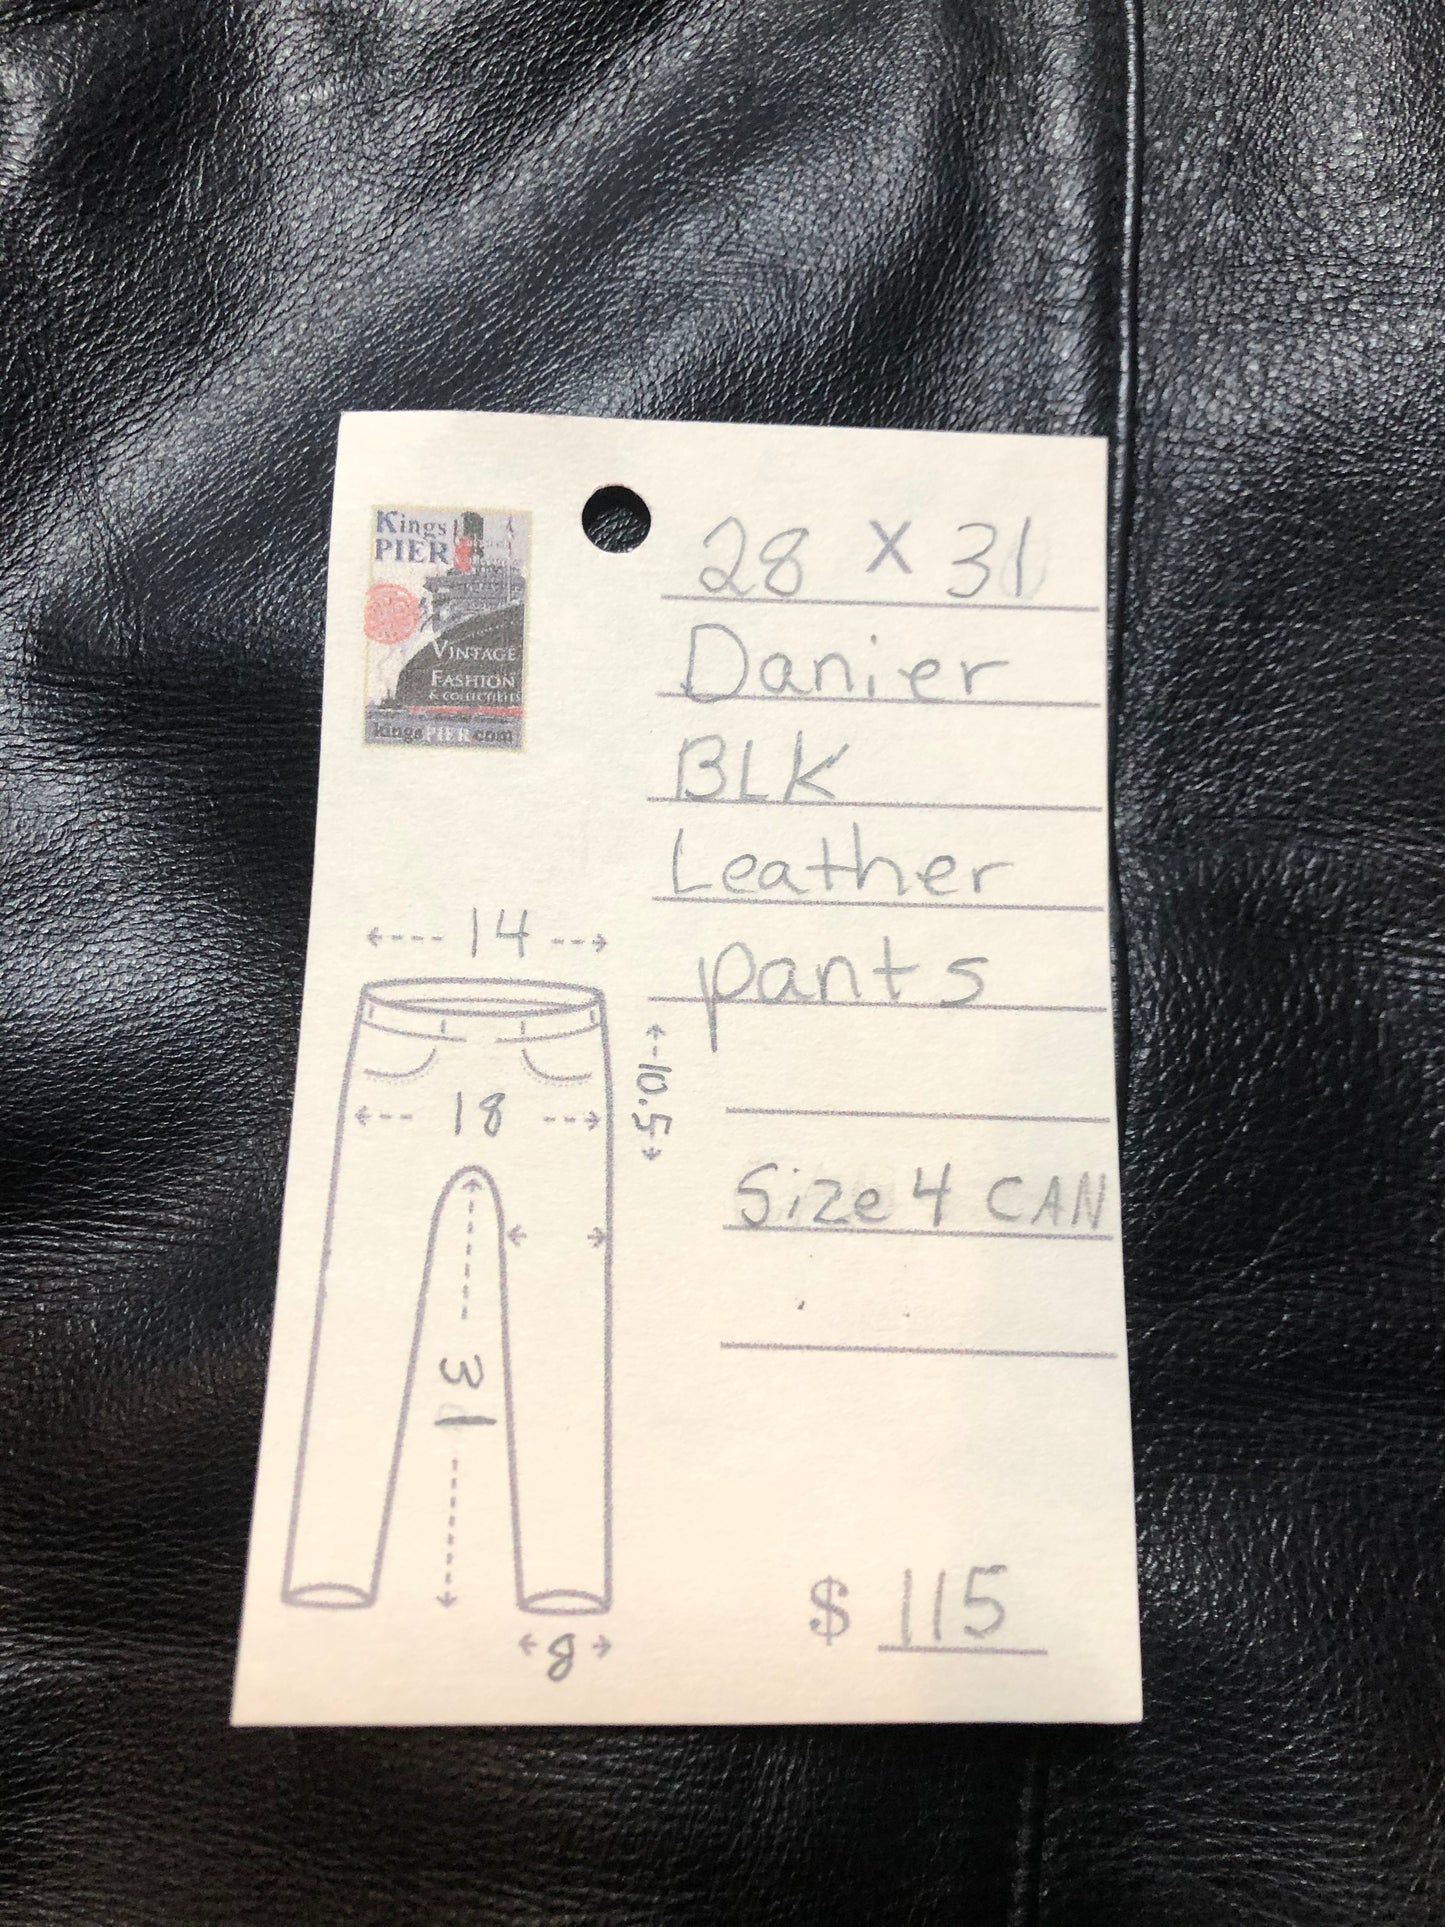 Kings
PIER
VINTAGE
FASHION
& COLLECTIBLES
kingsPIER.com
28 X 31
Danier
BLK
Leather
pants
Size 4 CAN
14
10.5
18
31
8
$ 115